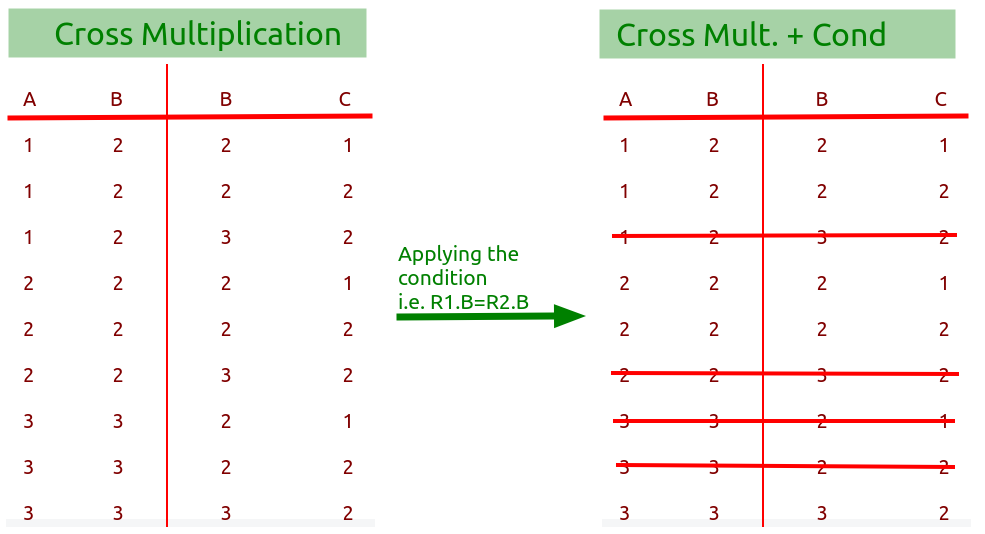 Cross Multiplication
A B B C
1 2 2 1
1 2 2 2
1 2 3 2
2 2 2 1
2 2 2 2
2 2 3 2
3 3 2 1
3 3 2 2
3 3 3 2
Applying the
condition
i.e. R1.B=R2.B
Cross Mult. + Cond
A B B C
1 2 2 1
1 2 2 2
1 2 3 2
2 2 2 1
2 2 2 2
2 2 3 2
3 3 2 1
3 3 2 2
3 3 3 2